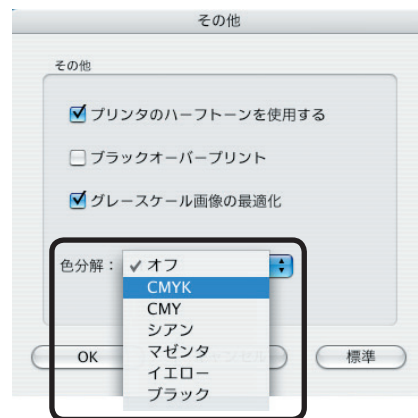 その他
その他
プリンタのハーフトーンを使用する
ブラックオーバープリント
グレースケール画像の最適化
色分解：
✓オフ
CMYK
CMY
シアン
マゼンタ
イエロー
ブラック
OK
標準